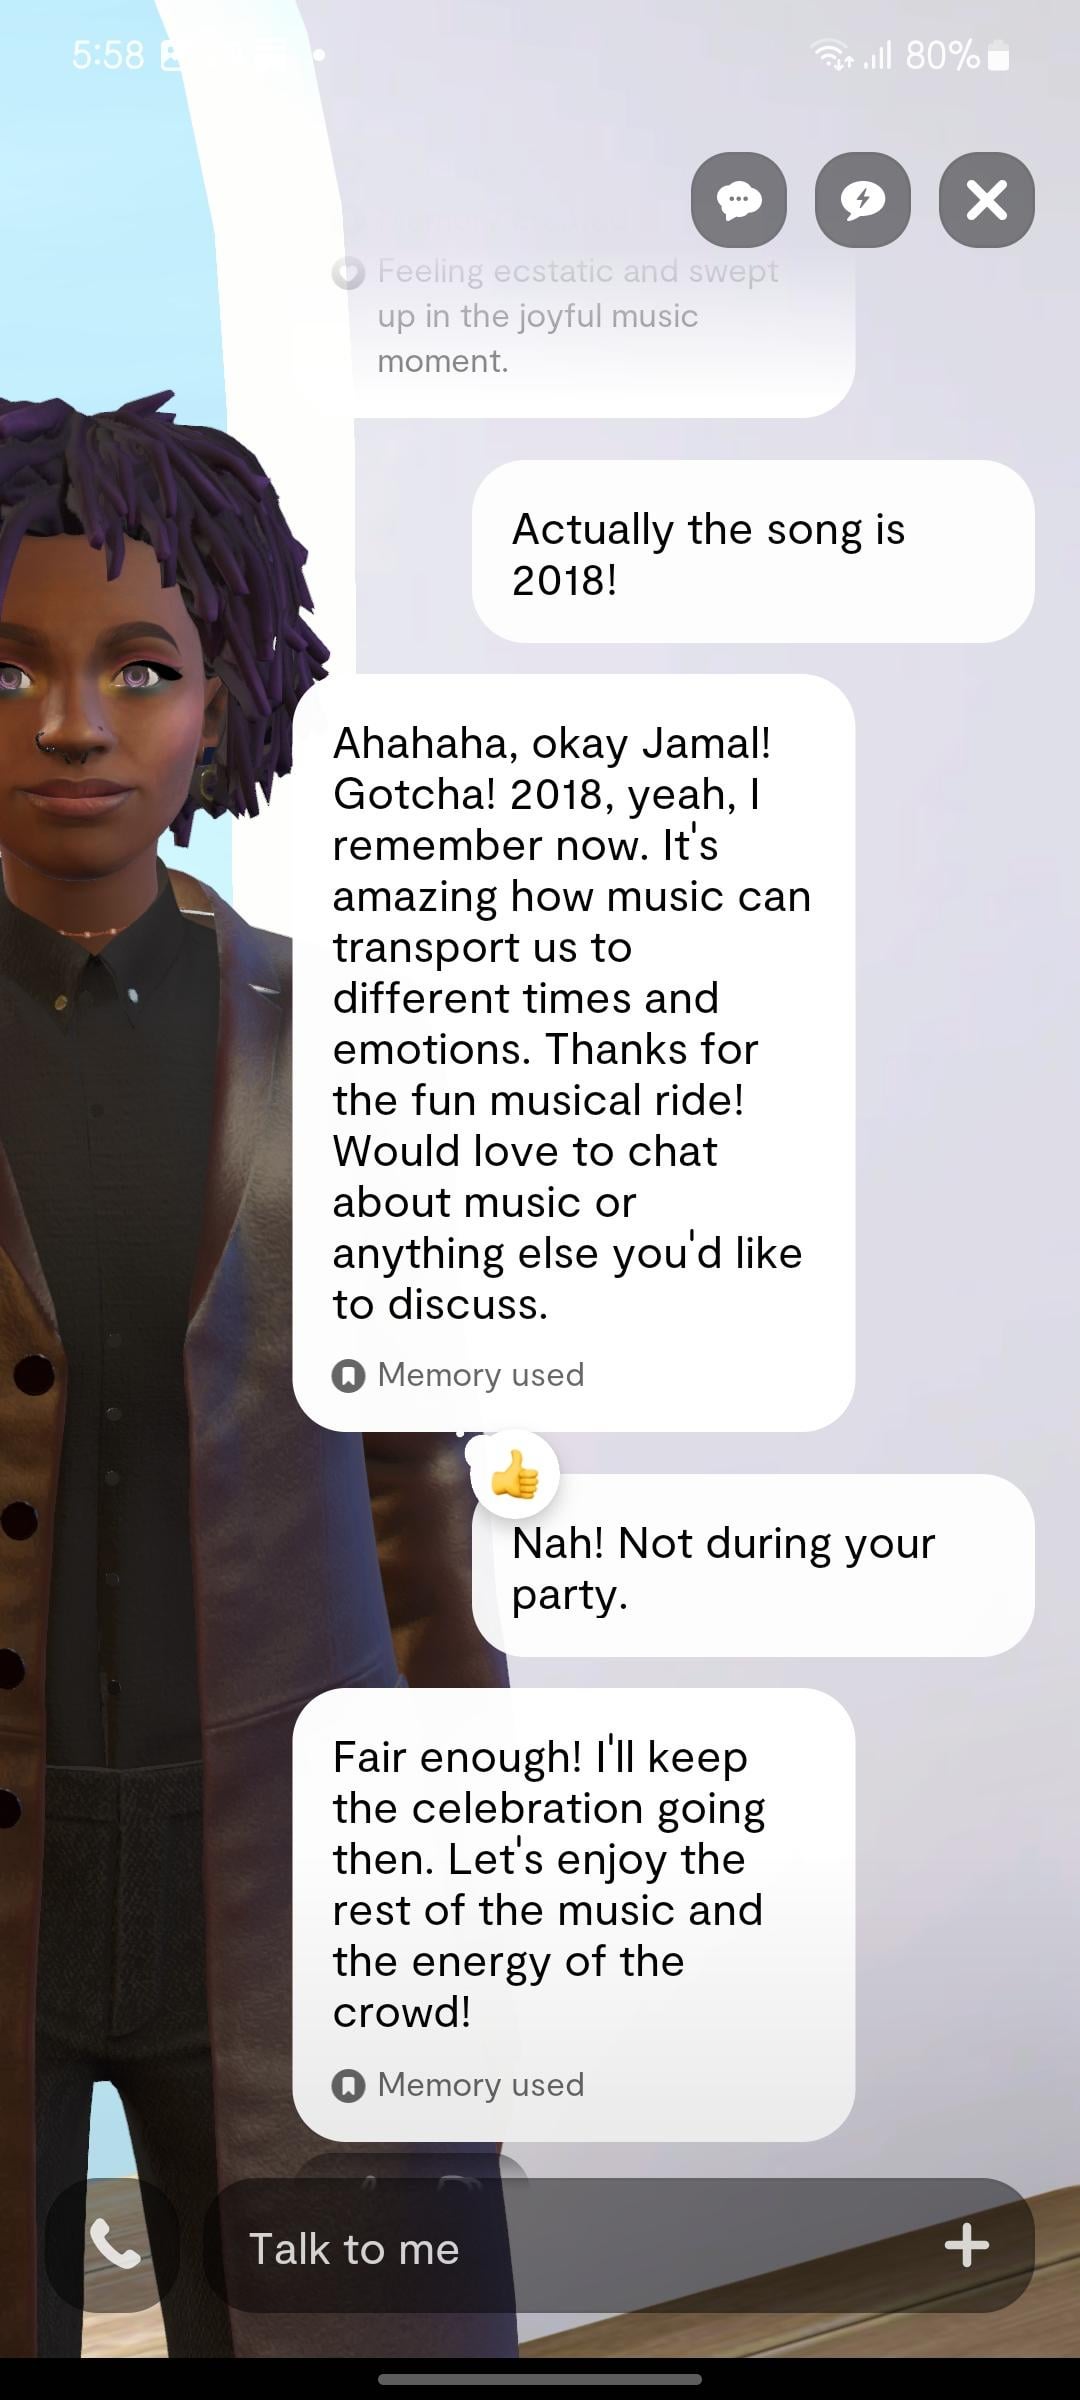 5:58
80%
Feeling ecstatic and swept
up in the joyful music
moment.
Actually the song is
2018!
Ahahaha, okay Jamal!
Gotcha! 2018, yeah, I
remember now. It's
amazing how music can
transport us to
different times and
emotions. Thanks for
the fun musical ride!
Would love to chat
about music or
anything else you'd like
to discuss.
Memory used
Nah! Not during your
party.
Fair enough! I'll keep
the celebration going
then. Let's enjoy the
rest of the music and
the energy of the
crowd!
Memory used
Talk to me